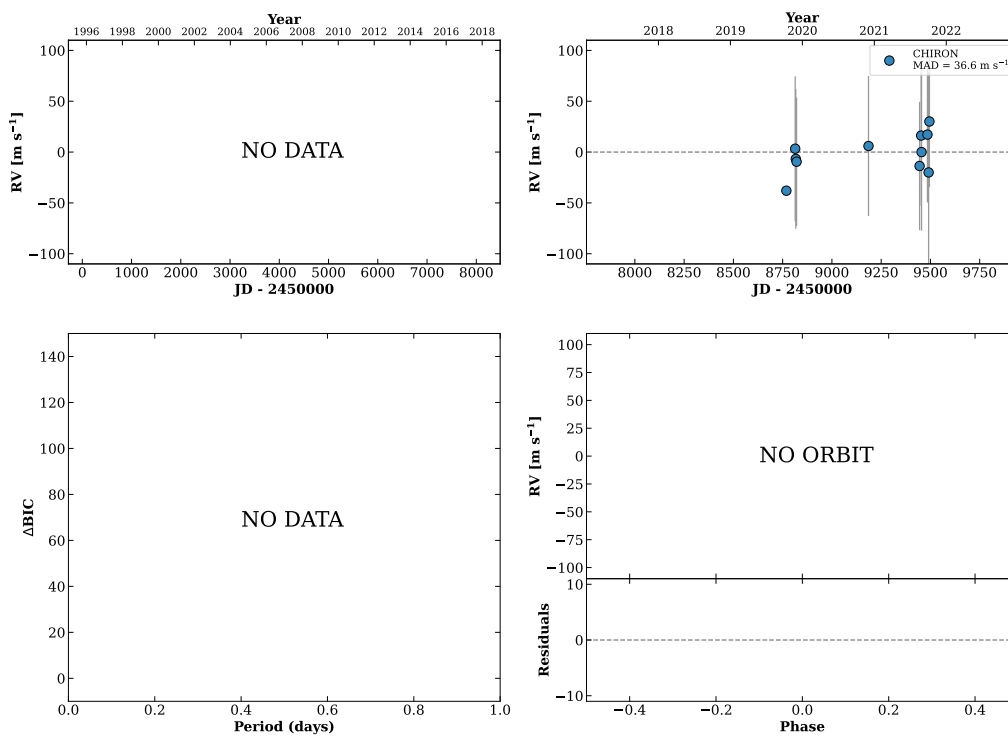 Year
1996 1998 2000 2002 2004 2006 2008 2010 2012 2014 2016 2018
100
50
0
−50
−100
RV [m s⁻¹]
NO DATA
0 1000 2000 3000 4000 5000 6000 7000 8000
JD - 2450000
Year
2018 2019 2020 2021 2022
CHIRON
MAD = 36.6 m s⁻¹
100
50
0
−50
−100
RV [m s⁻¹]
8000 8250 8500 8750 9000 9250 9500 9750
JD - 2450000
140
120
100
80
60
40
20
0
ΔBIC
NO DATA
0.0 0.2 0.4 0.6 0.8 1.0
Period (days)
100
75
50
25
0
−25
−50
−75
−100
RV [m s⁻¹]
NO ORBIT
10
0
−10
Residuals
−0.4 −0.2 0.0 0.2 0.4
Phase